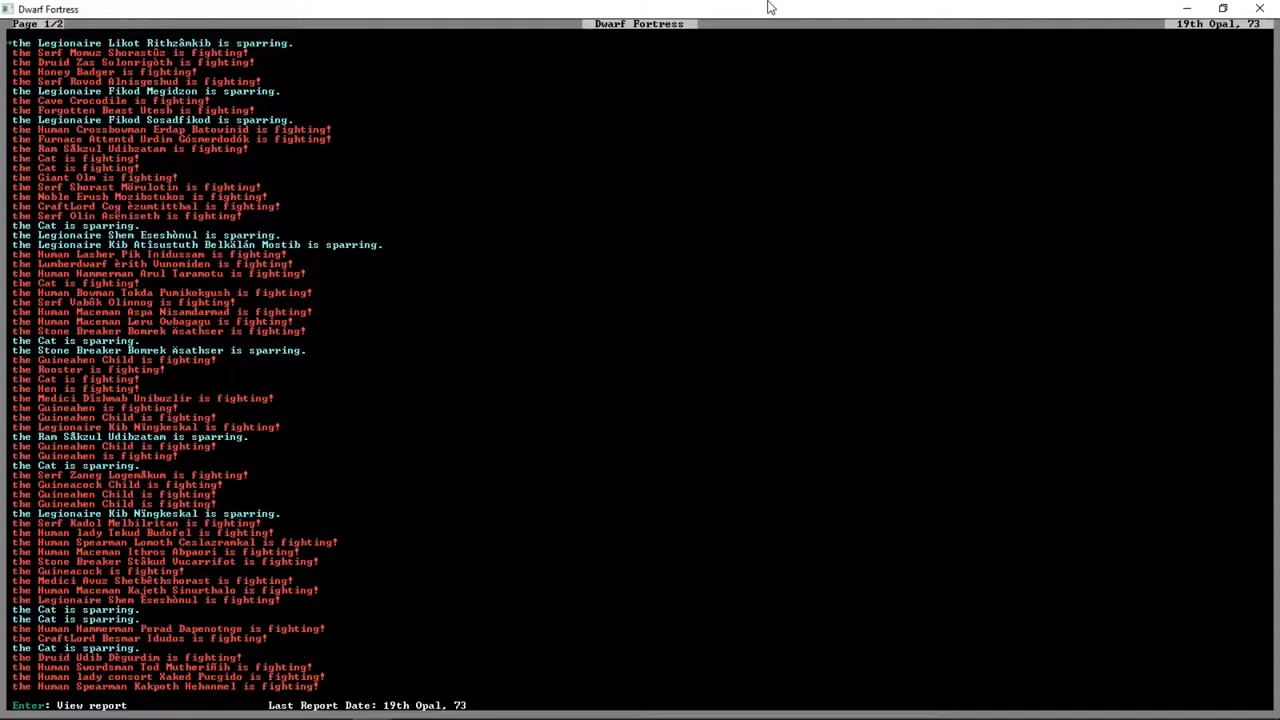 Dwarf Fortress
Page 1/2
Dwarf Fortress
19th Opal, 73
the Legionaire Likot Rithzâmkib is sparring.
the Serf Momuz Shorastûz is fighting!
the Druid Zas Solonrigòth is fighting!
the Honey Badger is fighting!
the Serf Rovod Alnisgeshud is fighting!
the Legionaire Fikod Megidzon is sparring.
the Cave Crocodile is fighting!
the Forgotten Beast Utesh is fighting!
the Legionaire Fikod Sosadfikod is sparring.
the Human Crossbowman Erdap Batowinid is fighting!
the Furnace Attentd Urdim Gósmerdodók is fighting!
the Ram Såkzul Udibzatam is fighting!
the Cat is fighting!
the Cat is fighting!
the Giant Olm is fighting!
the Serf Shorast Mörulotin is fighting!
the Noble Erush Mozibstukos is fighting!
the CraftLord Cog èzumtitthal is fighting!
the Serf Olin Asëniseth is fighting!
the Cat is sparring.
the Legionaire Shem Eseshònul is sparring.
the Legionaire Kib Atîsustuth Belkälán Mostib is sparring.
the Human Lasher Pik Inidussam is fighting!
the Lumberdwarf èrith Vunomiden is fighting!
the Human Hammerman Arul Taramotu is fighting!
the Cat is fighting!
the Human Bowman Tokda Pumikokgush is fighting!
the Serf Vabôk Olinnog is fighting!
the Human Maceman Aspa Nisamdarmad is fighting!
the Human Maceman Leru Owbagagu is fighting!
the Stone Breaker Bomrek Äsathser is fighting!
the Cat is sparring.
the Stone Breaker Bomrek Äsathser is sparring.
the Guineahen Child is fighting!
the Rooster is fighting!
the Cat is fighting!
the Hen is fighting!
the Medici Dîshmab Unibuzlir is fighting!
the Guineahen is fighting!
the Guineahen Child is fighting!
the Legionaire Kib Nïngkeskal is fighting!
the Ram Såkzul Udibzatam is sparring.
the Guineahen Child is fighting!
the Guineahen is fighting!
the Cat is sparring.
the Serf Zaneg Logemåkum is fighting!
the Guineacock Child is fighting!
the Guineahen Child is fighting!
the Guineahen Child is fighting!
the Legionaire Kib Nïngkeskal is sparring.
the Serf Kadol Melbilritan is fighting!
the Human lady Tekud Budofel is fighting!
the Human Spearman Lomoth Ceslazramkal is fighting!
the Human Maceman Ithros Abpaori is fighting!
the Stone Breaker Ståkud Vucarrifot is fighting!
the Guineacock is fighting!
the Medici Avuz Shetbêthshorast is fighting!
the Human Maceman Kajeth Sinurthalo is fighting!
the Legionaire Shem Eseshònul is fighting!
the Cat is sparring.
the Cat is sparring.
the Human Hammerman Perad Dapenotnge is fighting!
the CraftLord Besmar Idudos is fighting!
the Cat is sparring.
the Druid Udib Dègurdim is fighting!
the Human Swordsman Tod Mutheriñih is fighting!
the Human lady consort Xaked Pucgido is fighting!
the Human Spearman Kakpoth Hehanmel is fighting!
Enter: View report
Last Report Date: 19th Opal, 73